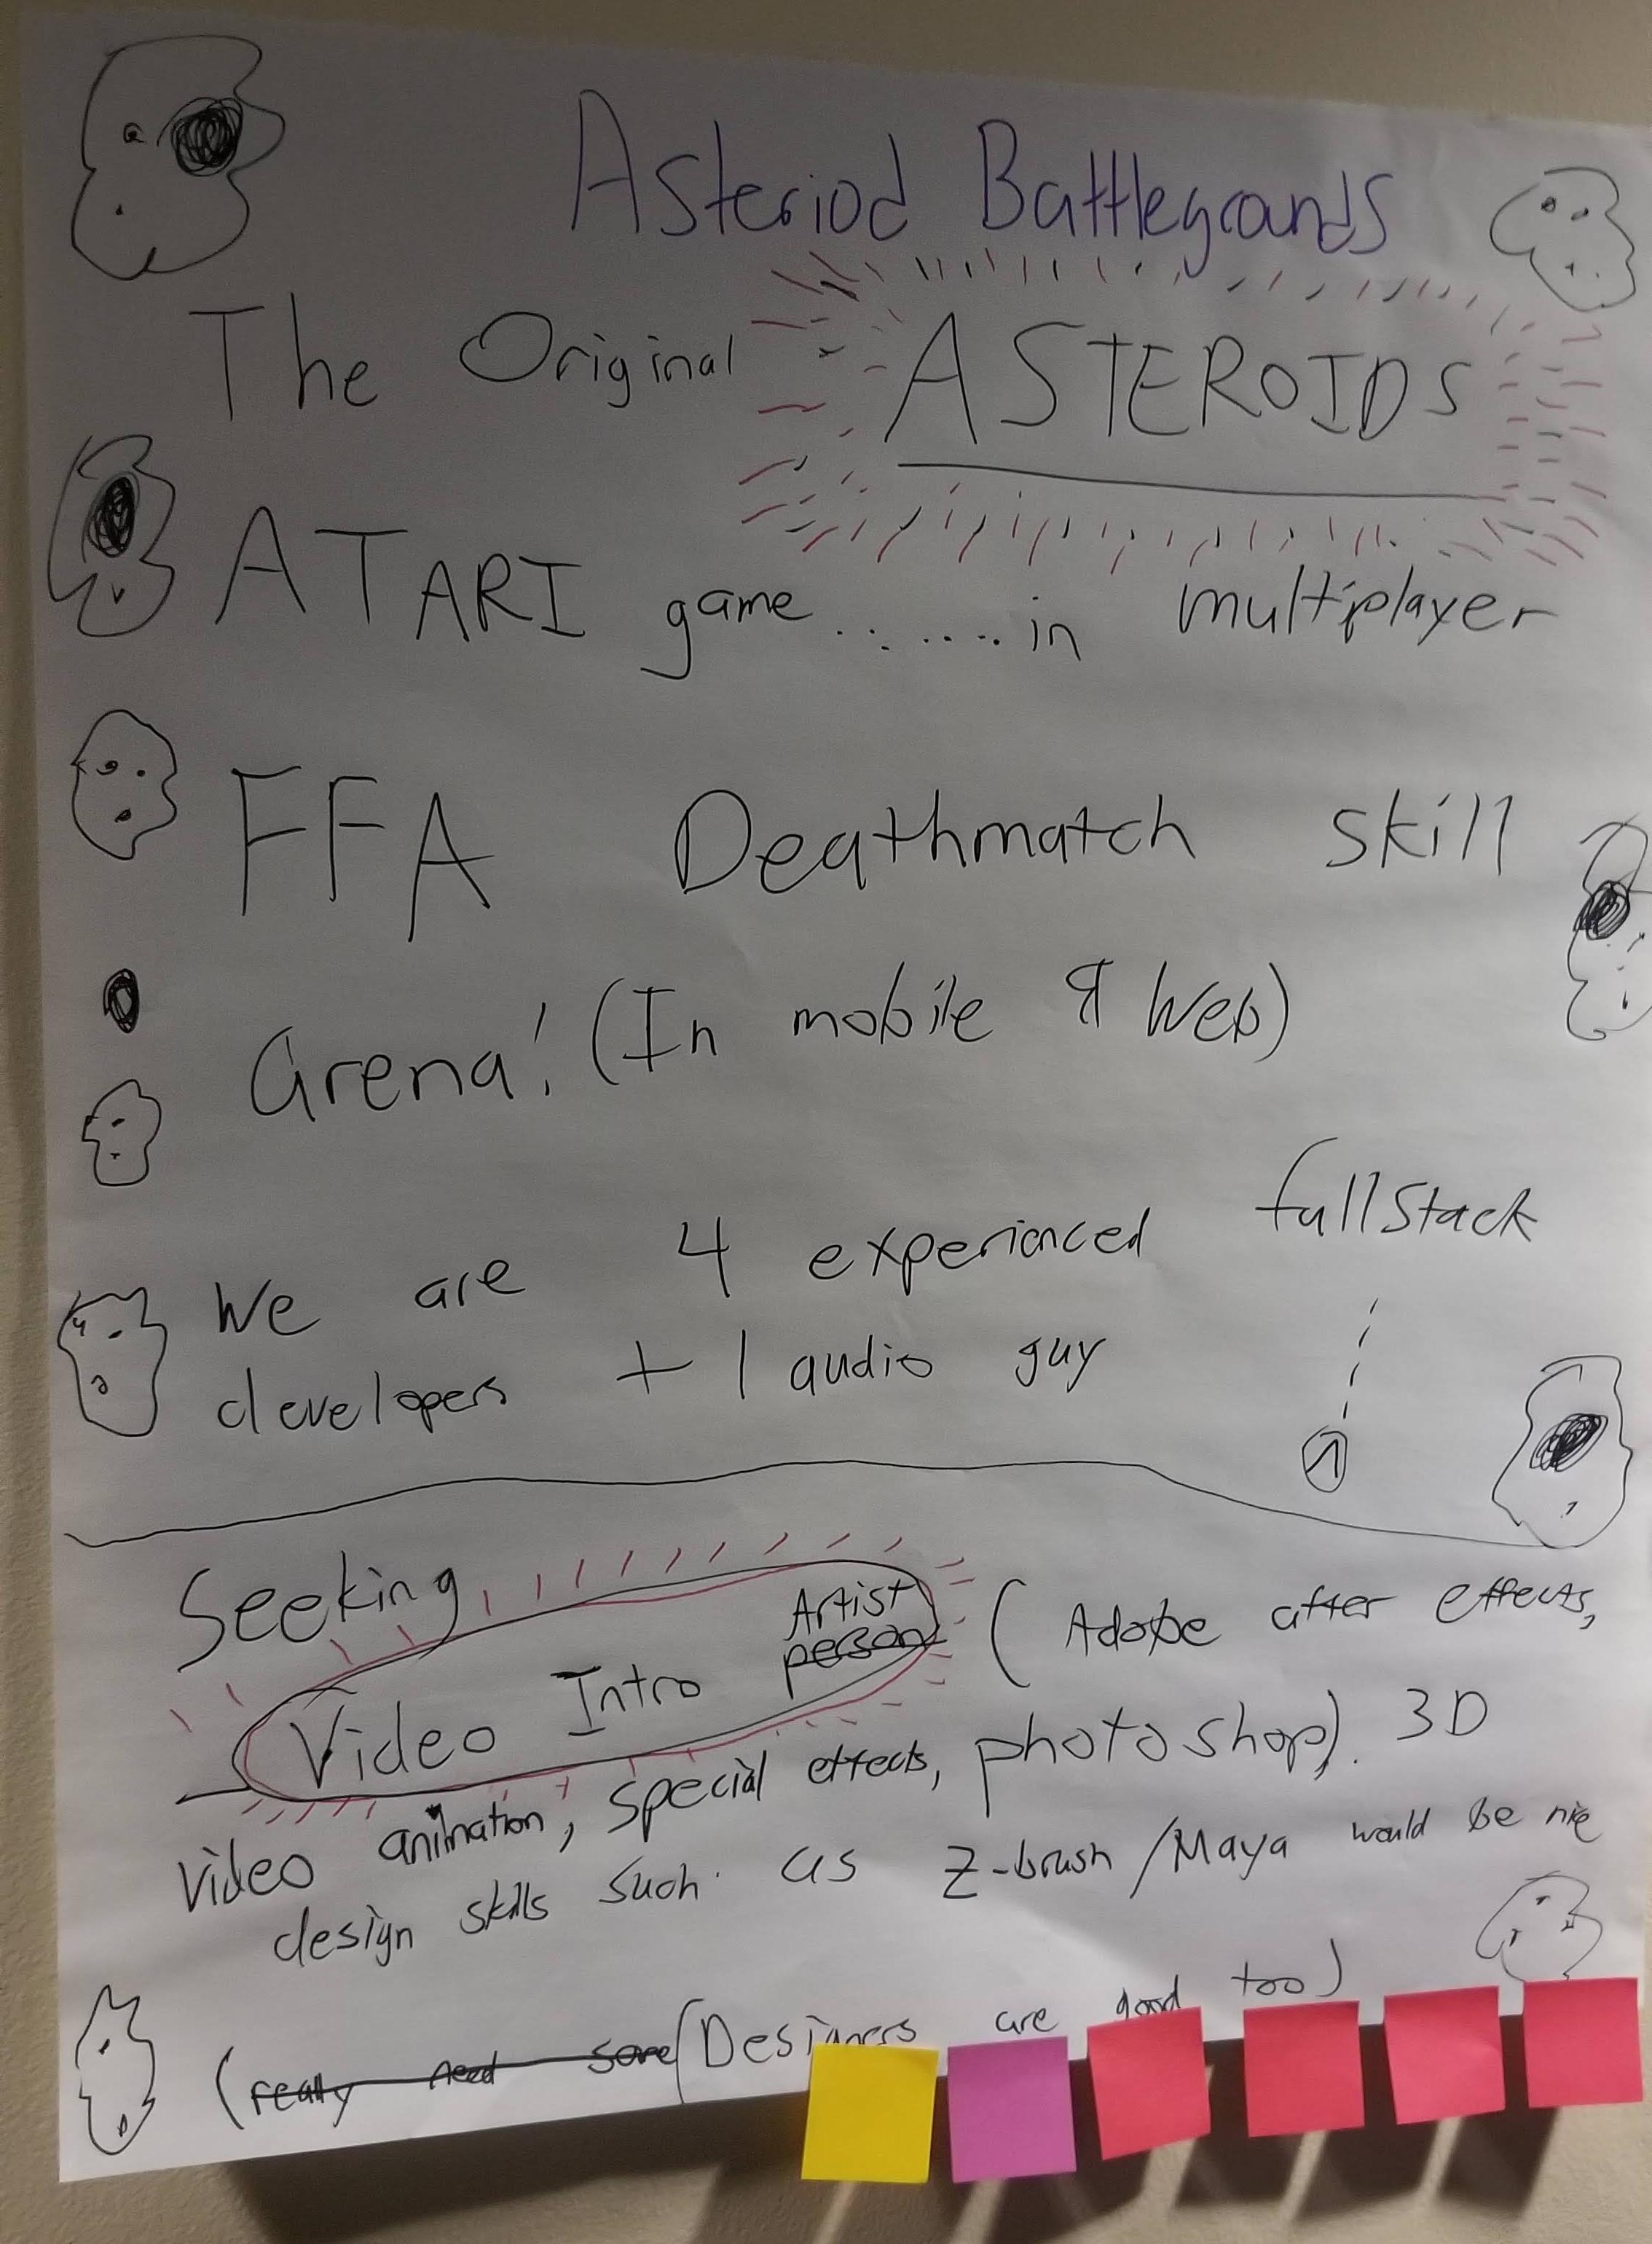 Asteriod Battlegrounds
The Original ASTEROIDS
ATARI game........in multiplayer
FFA Deathmatch skill
arena! (In mobile & Web)
We are 4 experienced fullstack
developers + 1 audio guy
Seeking Video Intro Artist person (Adobe after effects,
video animation, special effects, photoshop). 3D
design skills such as Z-brush/Maya would be nice
(really need some (Designers are good too)